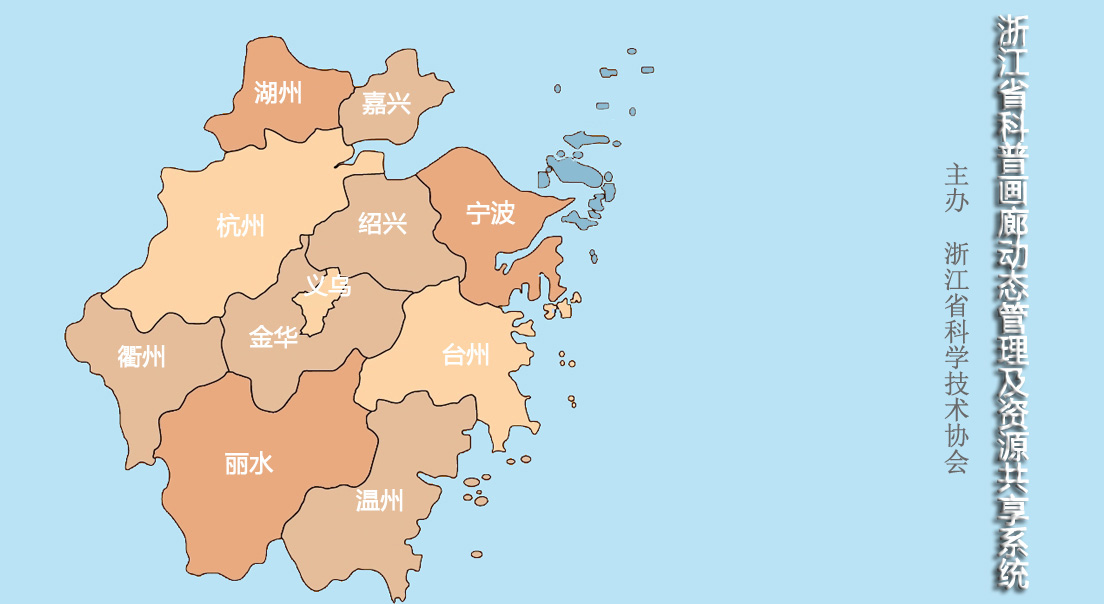 浙江省科普画廊动态管理及资源共享系统
主办 浙江省科学技术协会
湖州
嘉兴
杭州
绍兴
宁波
义乌
金华
衢州
台州
丽水
温州